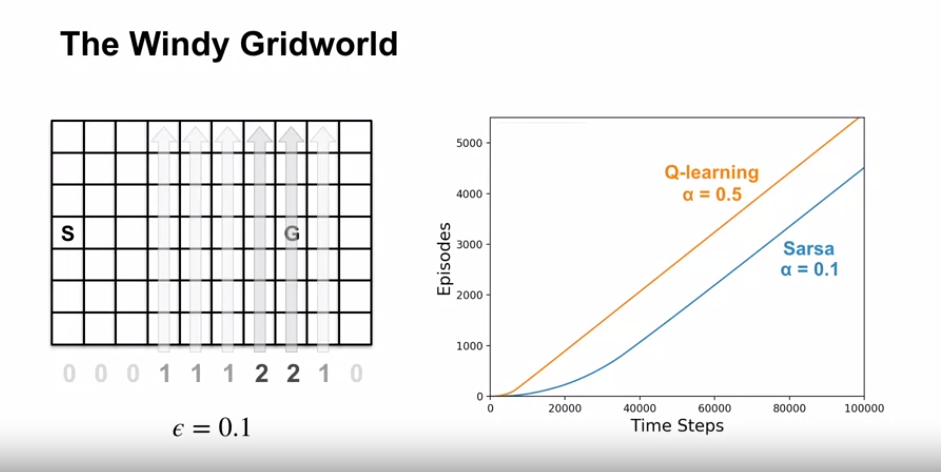 The Windy Gridworld
S
G
0 0 0 1 1 1 2 2 1 0
ϵ = 0.1
5000
4000
3000
2000
1000
0
Episodes
Q-learning
α = 0.5
Sarsa
α = 0.1
0 20000 40000 60000 80000 100000
Time Steps